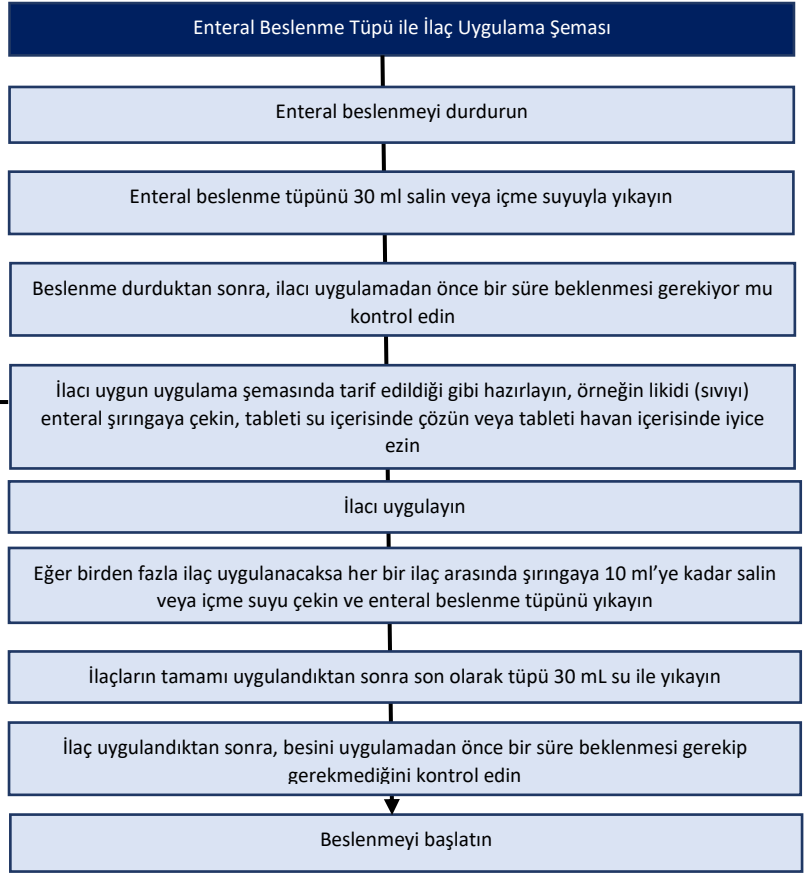 Enteral Beslenme Tüpü ile İlaç Uygulama Şeması
Enteral beslenmeyi durdurun
Enteral beslenme tüpünü 30 ml salin veya içme suyuyla yıkayın
Beslenme durduktan sonra, ilacı uygulamadan önce bir süre beklenmesi gerekiyor mu
kontrol edin
İlacı uygun uygulama şemasında tarif edildiği gibi hazırlayın, örneğin likidi (sıvıyı)
enteral şırıngaya çekin, tableti su içerisinde çözün veya tableti havan içerisinde iyice
ezin
İlacı uygulayın
Eğer birden fazla ilaç uygulanacaksa her bir ilaç arasında şırıngaya 10 ml’ye kadar salin
veya içme suyu çekin ve enteral beslenme tüpünü yıkayın
İlaçların tamamı uygulandıktan sonra son olarak tüpü 30 mL su ile yıkayın
İlaç uygulandıktan sonra, besini uygulamadan önce bir süre beklenmesi gerekip
gerekmediğini kontrol edin
Beslenmeyi başlatın